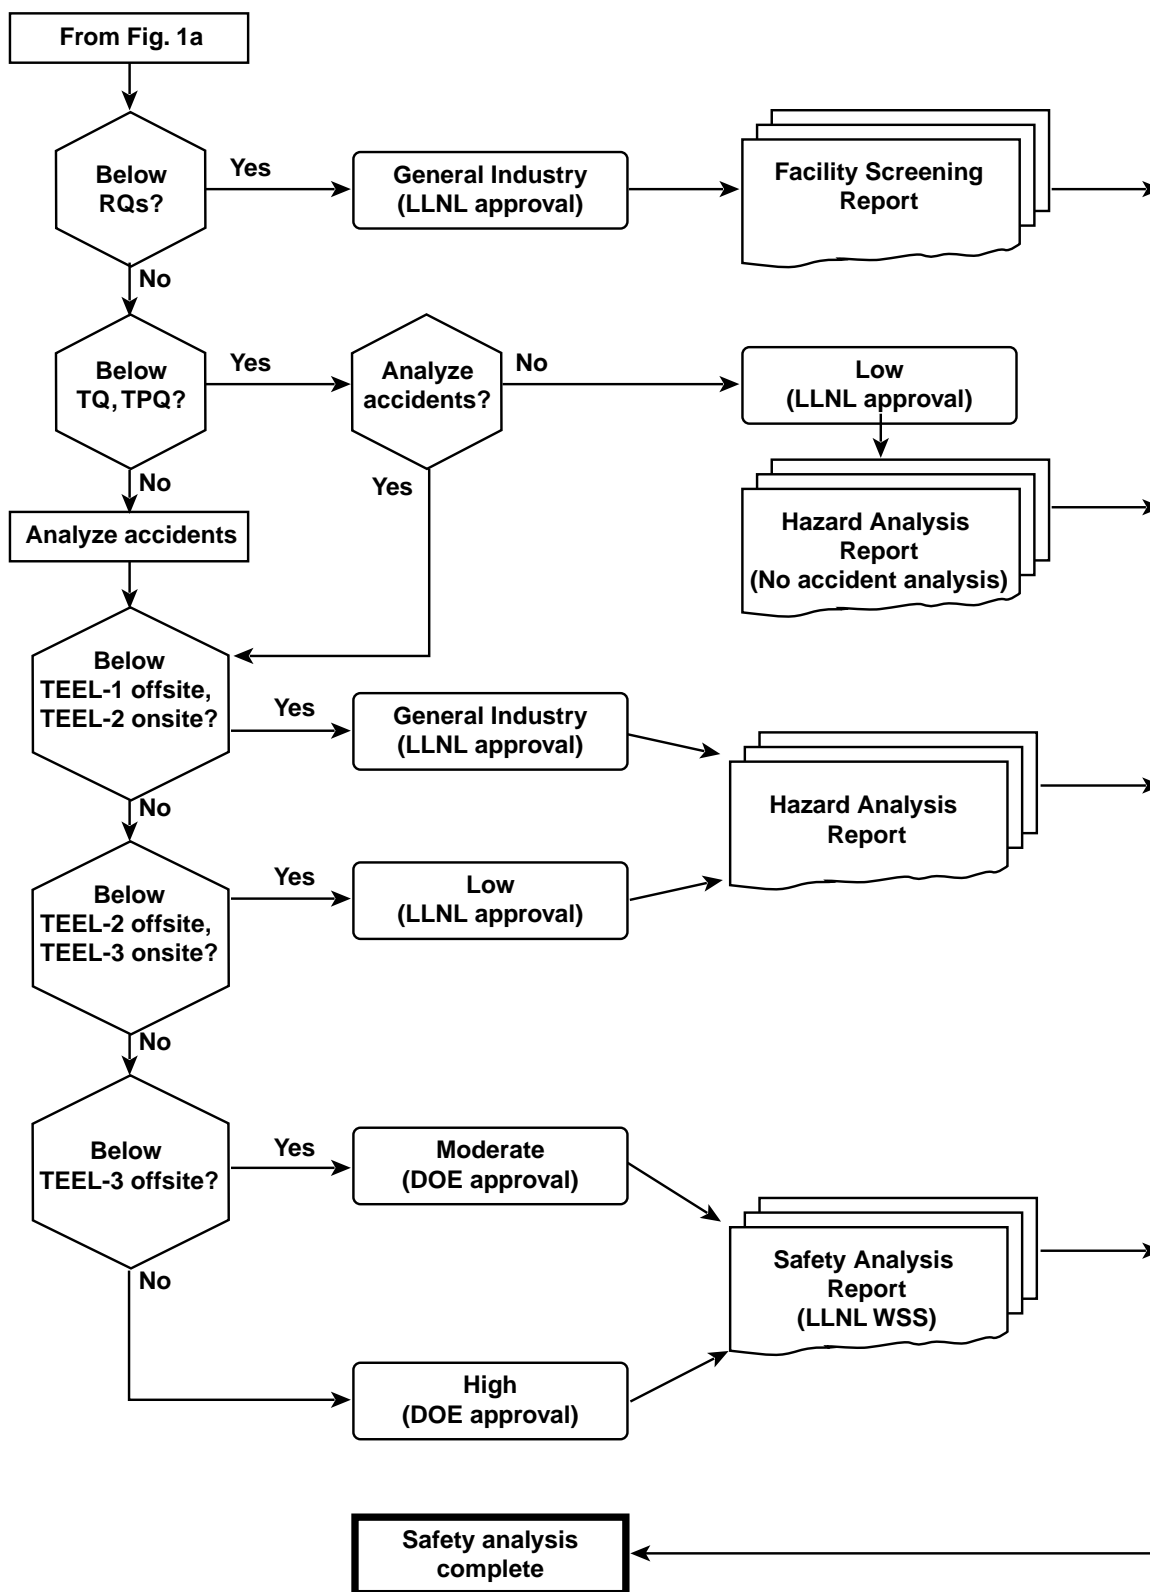 From Fig. 1a
Below
RQs?
Yes
General Industry
(LLNL approval)
Facility Screening
Report
No
Below
TQ, TPQ?
Yes
Analyze
accidents?
No
Low
(LLNL approval)
No
Yes
Hazard Analysis
Report
(No accident analysis)
Analyze accidents
Below
TEEL-1 offsite,
TEEL-2 onsite?
Yes
General Industry
(LLNL approval)
Hazard Analysis
Report
No
Below
TEEL-2 offsite,
TEEL-3 onsite?
Yes
Low
(LLNL approval)
No
Below
TEEL-3 offsite?
Yes
Moderate
(DOE approval)
Safety Analysis
Report
(LLNL WSS)
No
High
(DOE approval)
Safety analysis
complete